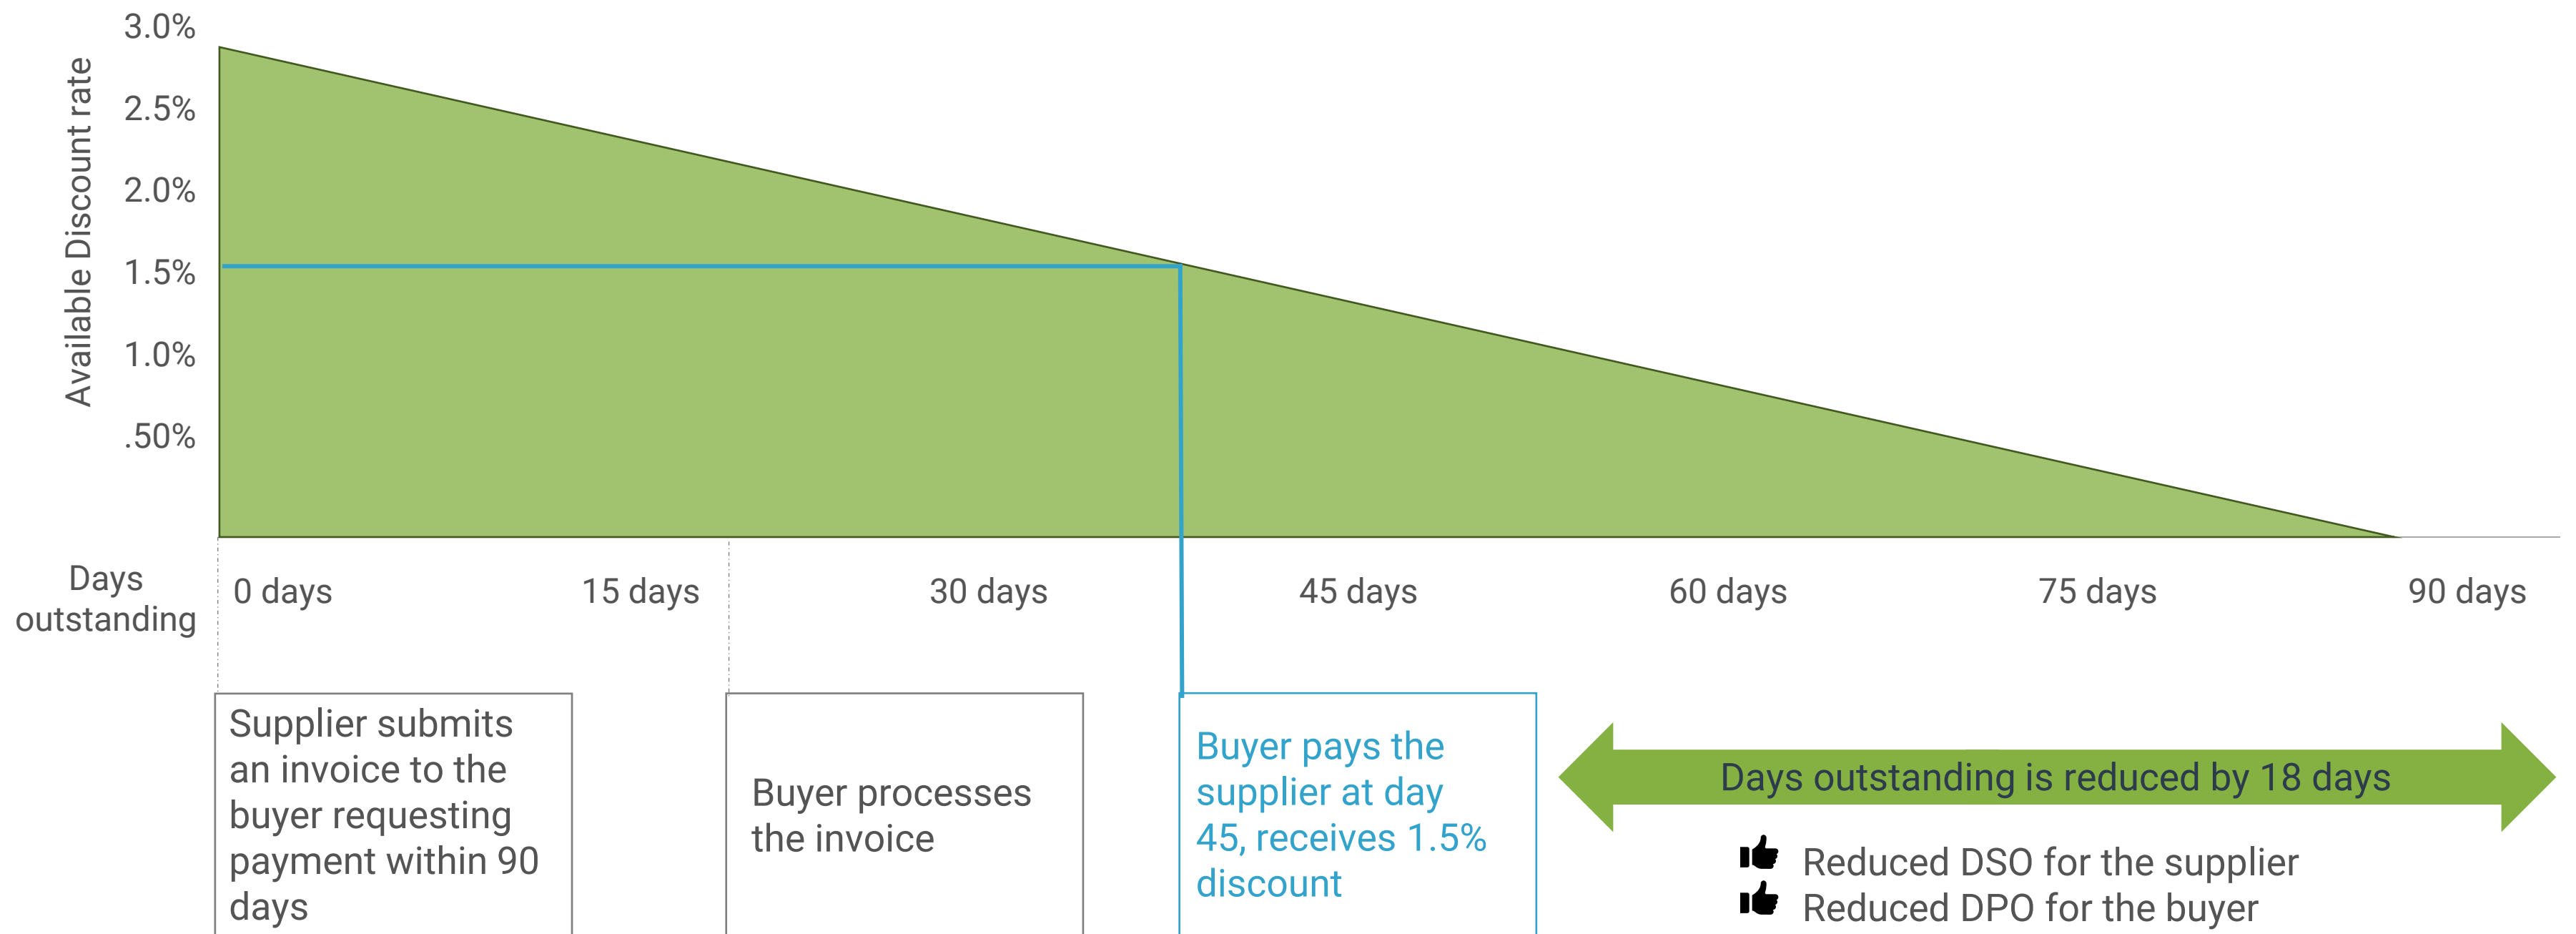 3.0%
2.5%
2.0%
1.5%
1.0%
.50%
Available Discount rate
Days
outstanding
0 days
15 days
30 days
45 days
60 days
75 days
90 days
Supplier submits
an invoice to the
buyer requesting
payment within 90
days
Buyer processes
the invoice
Buyer pays the
supplier at day
45, receives 1.5%
discount
Days outstanding is reduced by 18 days
Reduced DSO for the supplier
Reduced DPO for the buyer